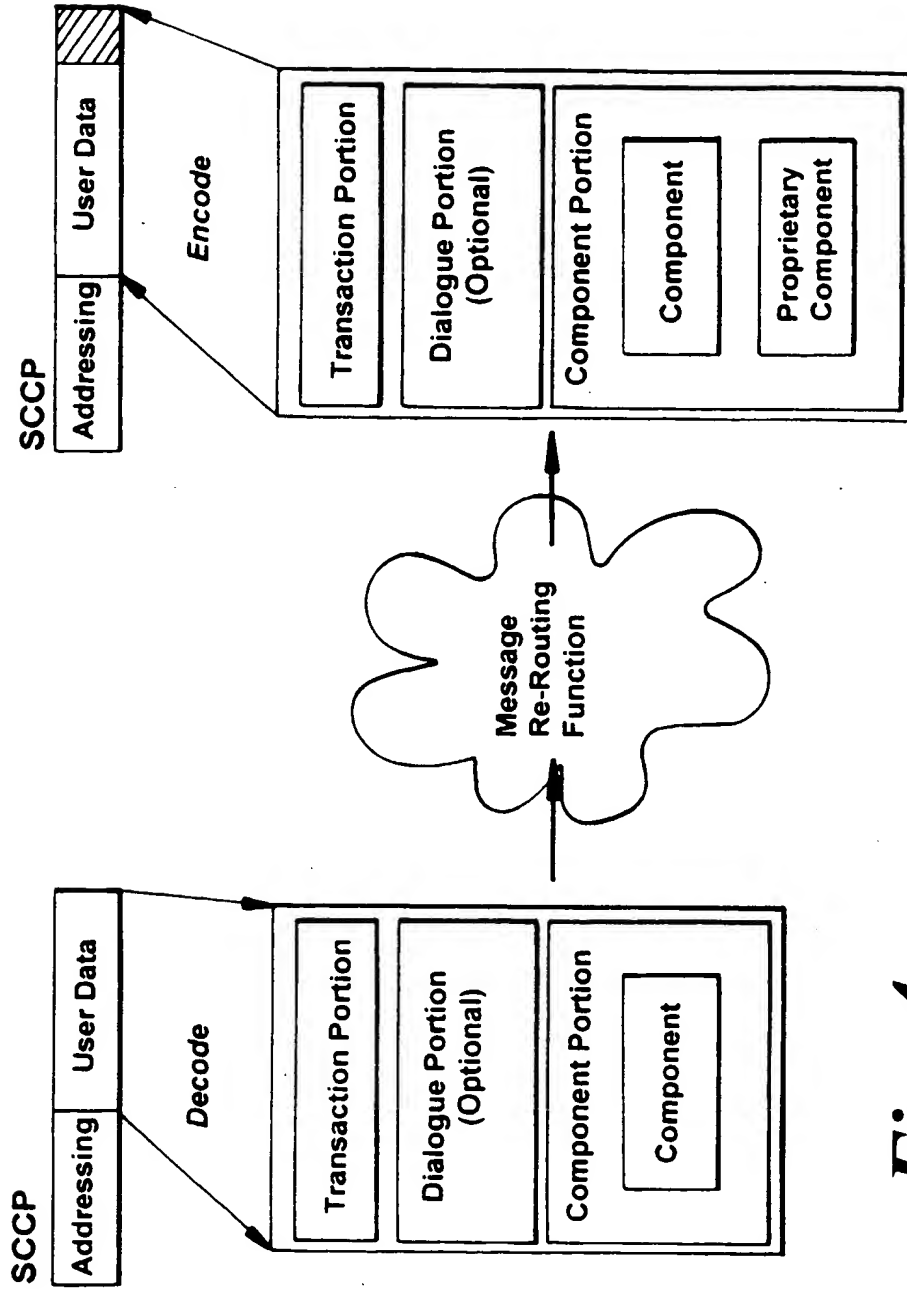 SCCP
Addressing
User Data
Decode
Transaction Portion
Dialogue Portion
(Optional)
Component Portion
Component
Message
Re-Routing
Function
SCCP
Addressing
User Data
Encode
Transaction Portion
Dialogue Portion
(Optional)
Component Portion
Component
Proprietary
Component